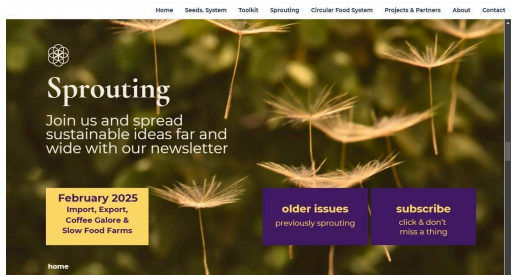 Home Seeds. System Toolkit Sprouting Circular Food System Projects & Partners About Contact
Sprouting
Join us and spread
sustainable ideas far and
wide with our newsletter
February 2025
Import, Export,
Coffee Galore &
Slow Food Farms
older issues
previously sprouting
subscribe
click & don't
miss a thing
home